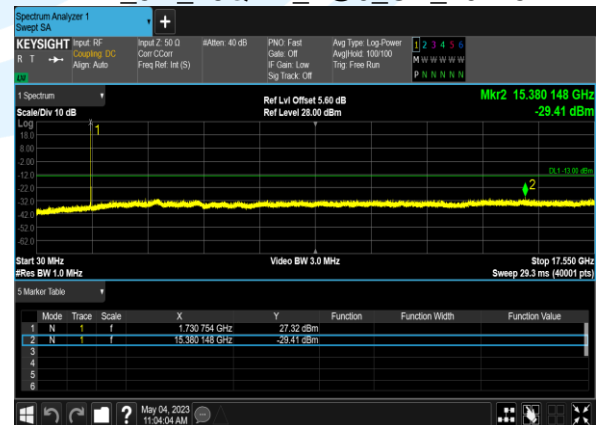 Spectrum Analyzer 1
Swept SA
+
KEYSIGHT
R T
LXI
Input: RF
Coupling: DC
Align: Auto
Input Z: 50 Ω
Corr CCorr
Freq Ref: Int (S)
#Atten: 40 dB
PNO: Fast
Gate: Off
IF Gain: Low
Sig Track: Off
Avg Type: Log-Power
Avg|Hold: 100/100
Trig: Free Run
1 2 3 4 5 6
M W W W W W
P N N N N N
1 Spectrum
Scale/Div 10 dB
Ref Lvl Offset 5.60 dB
Ref Level 28.00 dBm
Mkr2 15.380 148 GHz
-29.41 dBm
Log
1
18.0
8.00
-2.00
-12.0
DL1 -13.00 dBm
-22.0
2
-32.0
-42.0
-52.0
-62.0
Start 30 MHz
#Res BW 1.0 MHz
Video BW 3.0 MHz
Stop 17.550 GHz
Sweep 29.3 ms (40001 pts)
5 Marker Table
Mode Trace Scale X Y Function Function Width Function Value
1 N 1 f 1.730 754 GHz 27.32 dBm
2 N 1 f 15.380 148 GHz -29.41 dBm
3
4
5
6
?
May 04, 2023
11:04:04 AM